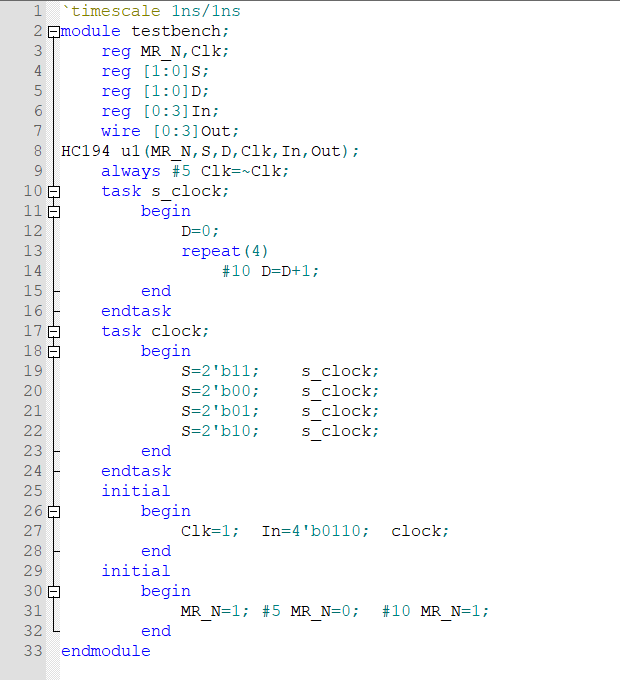 1 `timescale 1ns/1ns
2 module testbench;
3     reg MR_N,Clk;
4     reg [1:0]S;
5     reg [1:0]D;
6     reg [0:3]In;
7     wire [0:3]Out;
8 HC194 u1(MR_N,S,D,Clk,In,Out);
9     always #5 Clk=~Clk;
10     task s_clock;
11         begin
12             D=0;
13             repeat(4)
14                 #10 D=D+1;
15         end
16     endtask
17     task clock;
18         begin
19             S=2'b11;    s_clock;
20             S=2'b00;    s_clock;
21             S=2'b01;    s_clock;
22             S=2'b10;    s_clock;
23         end
24     endtask
25     initial
26         begin
27             Clk=1;  In=4'b0110;  clock;
28         end
29     initial
30         begin
31             MR_N=1; #5 MR_N=0;  #10 MR_N=1;
32         end
33 endmodule